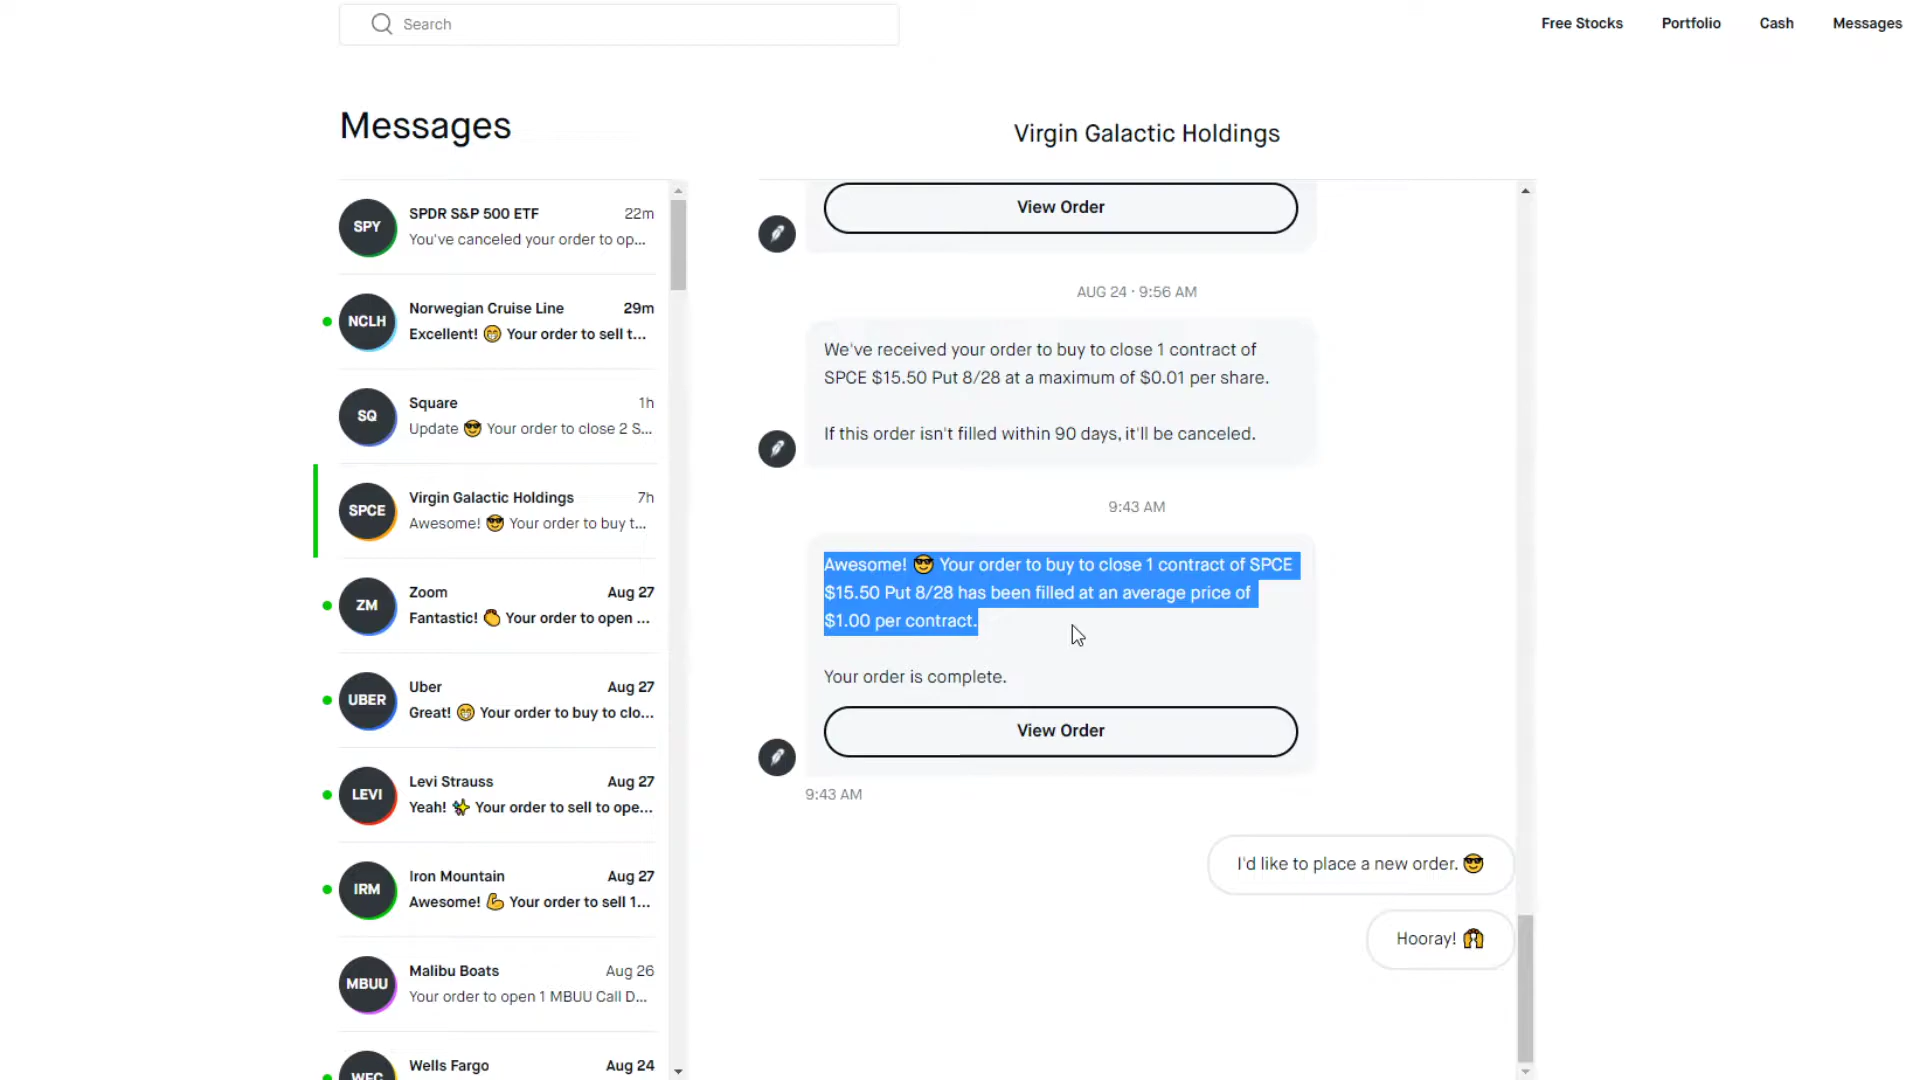 Search
Free Stocks
Portfolio
Cash
Messages
Messages
SPY
SPDR S&P 500 ETF
22m
You've canceled your order to op...
NCLH
Norwegian Cruise Line
29m
Excellent! 😁 Your order to sell t...
SQ
Square
1h
Update 😎 Your order to close 2 S...
SPCE
Virgin Galactic Holdings
7h
Awesome! 😎 Your order to buy t...
ZM
Zoom
Aug 27
Fantastic! 👏 Your order to open ...
UBER
Uber
Aug 27
Great! 😁 Your order to buy to clo...
LEVI
Levi Strauss
Aug 27
Yeah! ✨ Your order to sell to ope...
IRM
Iron Mountain
Aug 27
Awesome! 💪 Your order to sell 1...
MBUU
Malibu Boats
Aug 26
Your order to open 1 MBUU Call D...
WFC
Wells Fargo
Aug 24
Virgin Galactic Holdings
View Order
AUG 24 · 9:56 AM
We've received your order to buy to close 1 contract of
SPCE $15.50 Put 8/28 at a maximum of $0.01 per share.
If this order isn't filled within 90 days, it'll be canceled.
9:43 AM
Awesome! 😎 Your order to buy to close 1 contract of SPCE
$15.50 Put 8/28 has been filled at an average price of
$1.00 per contract.
Your order is complete.
View Order
9:43 AM
I'd like to place a new order. 😎
Hooray! 🙌